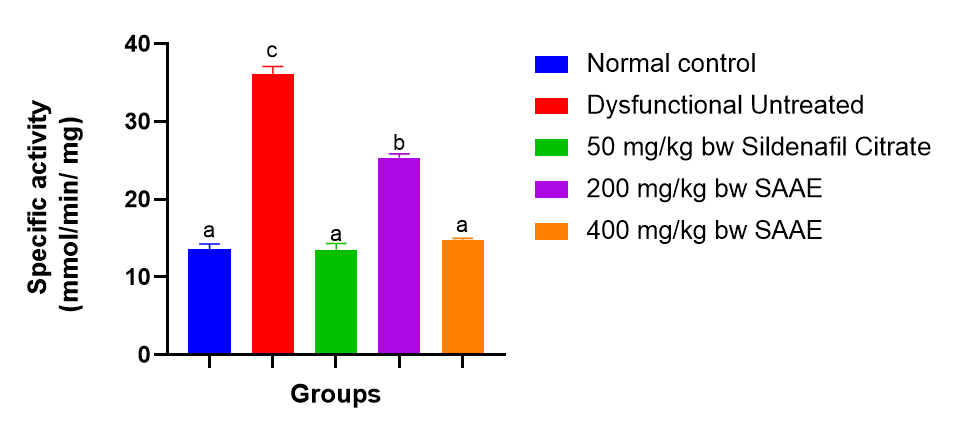 Specific activity
(mmol/min/ mg)
40
30
20
10
0
a
c
a
b
a
Groups
Normal control
Dysfunctional Untreated
50 mg/kg bw Sildenafil Citrate
200 mg/kg bw SAAE
400 mg/kg bw SAAE